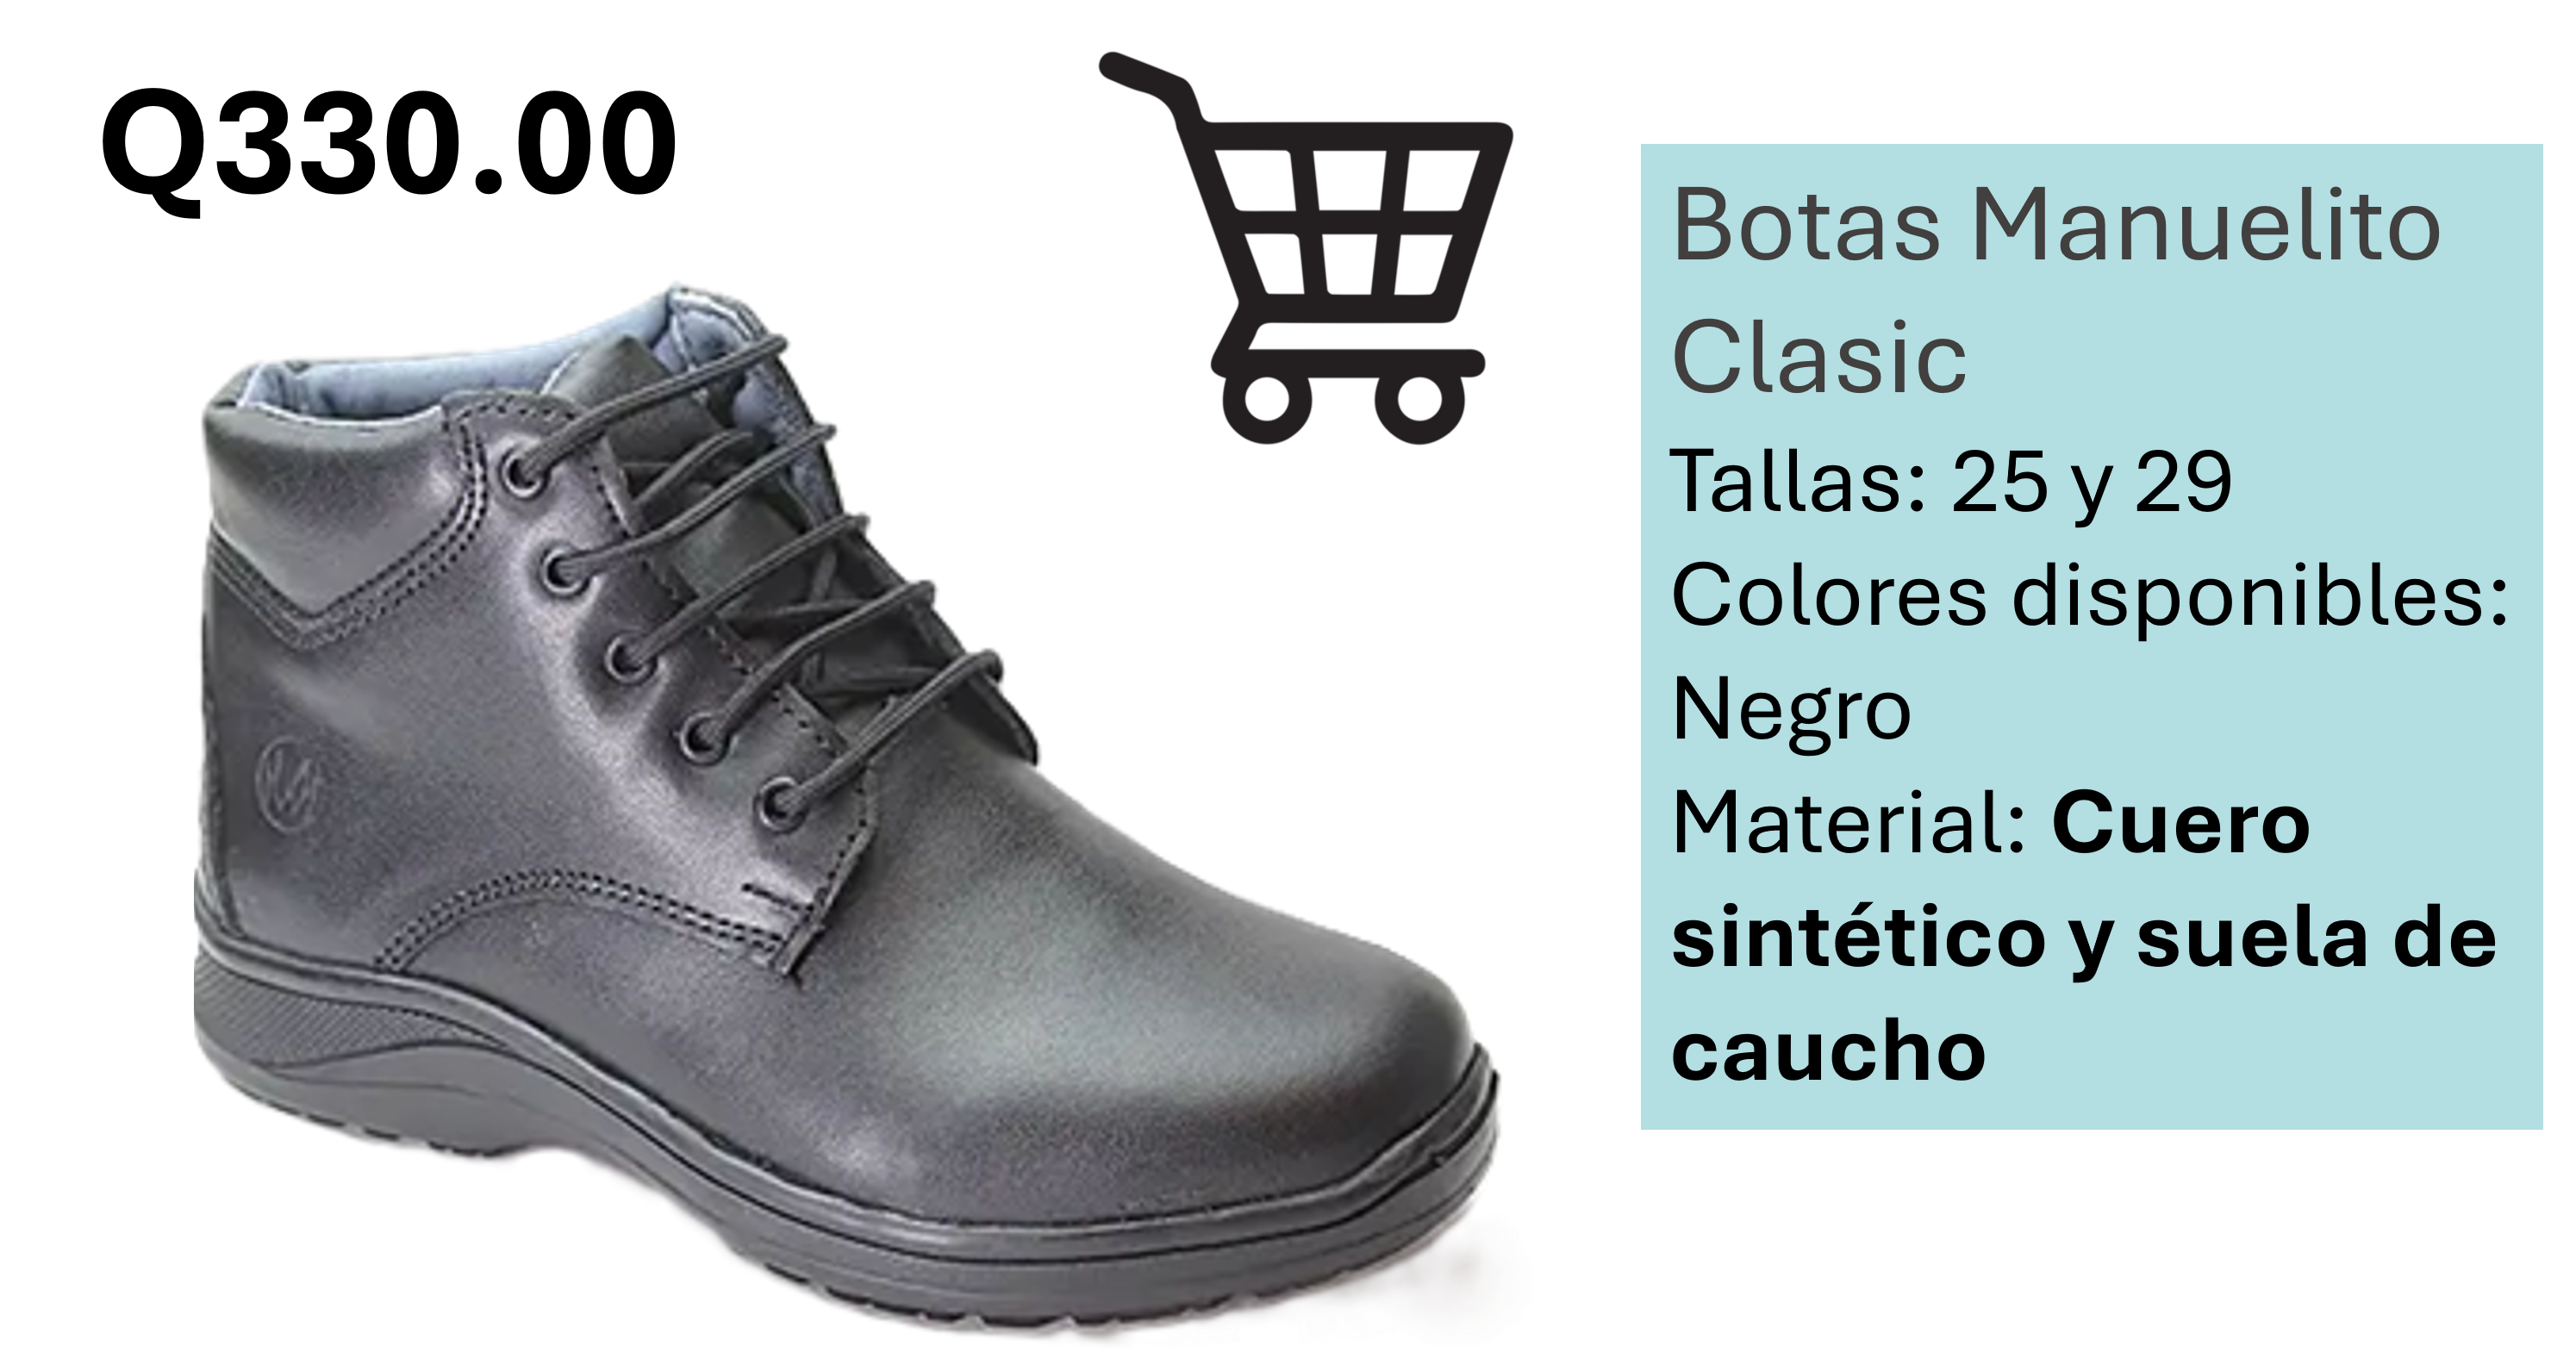 Q330.00
Botas Manuelito
Clasic
Tallas: 25 y 29
Colores disponibles:
Negro
Material: Cuero
sintético y suela de
caucho